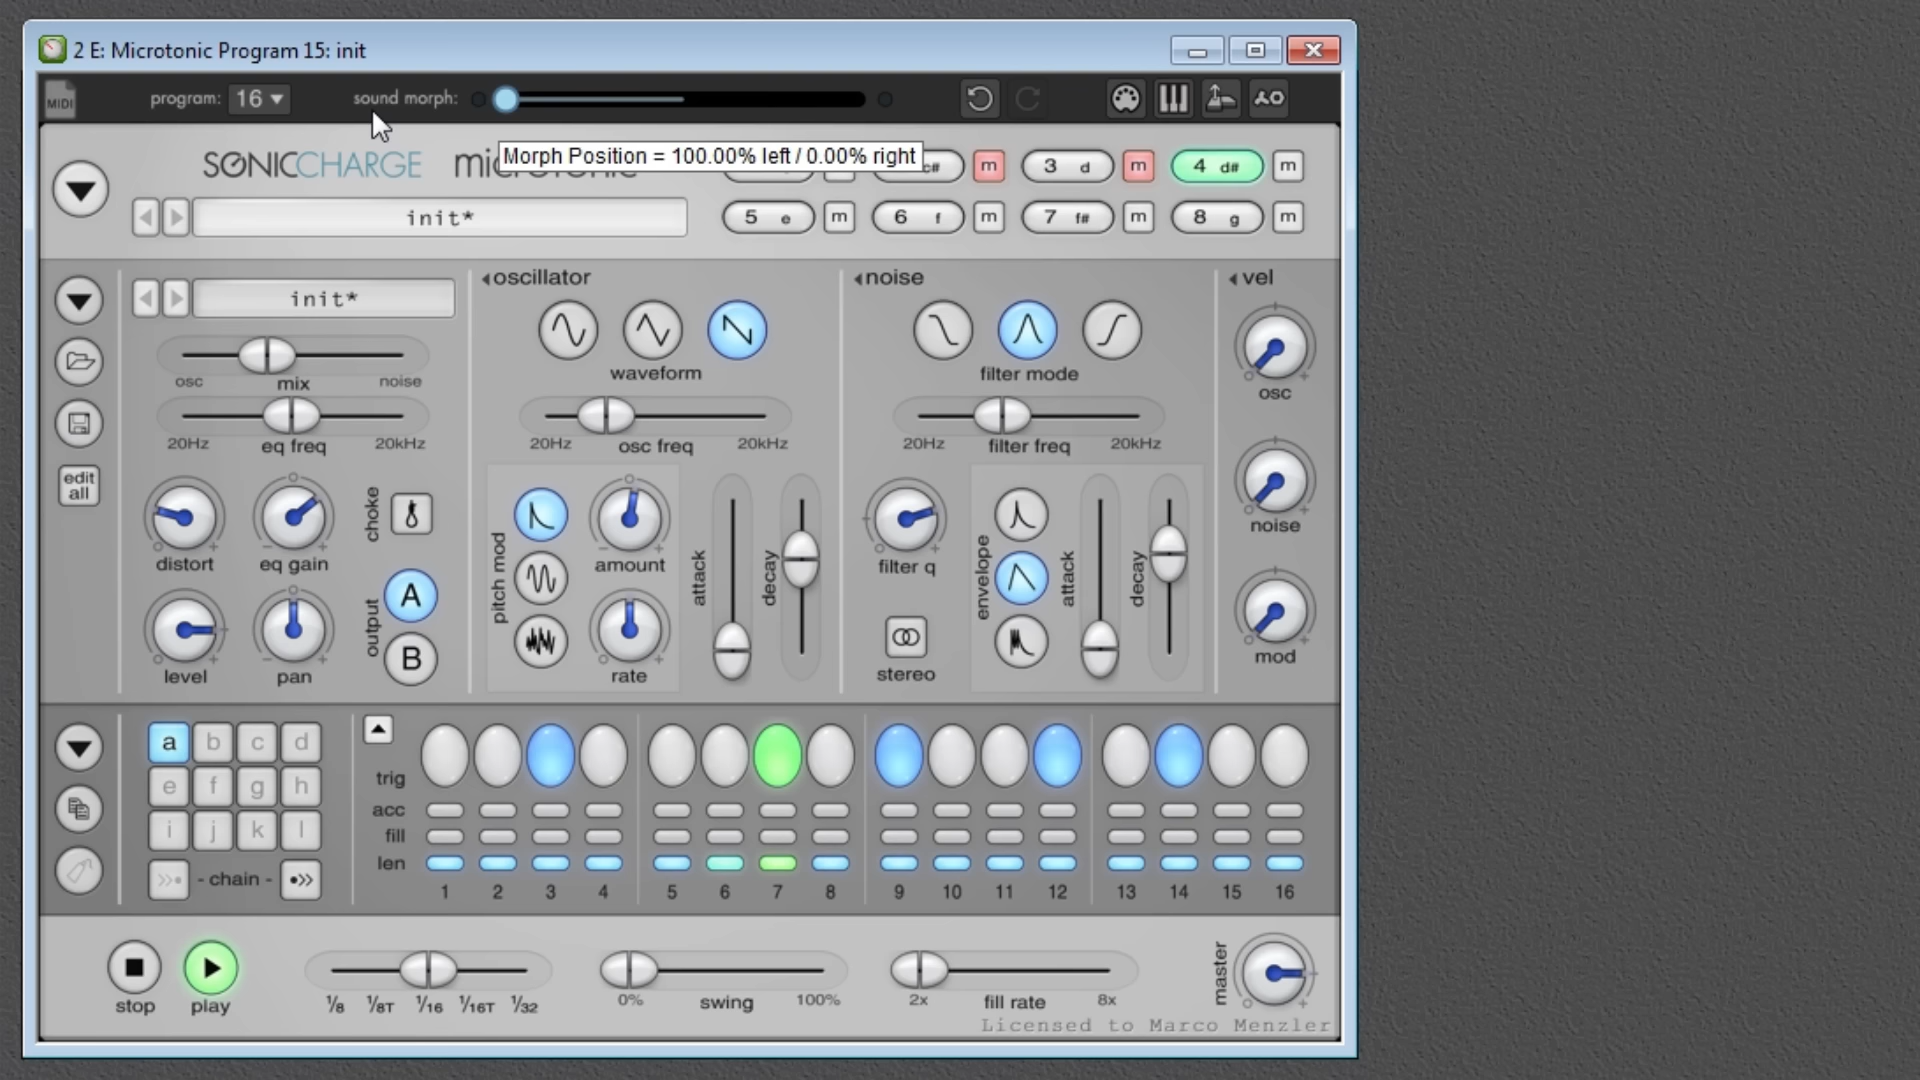 2 E: Microtonic Program 15: init
MIDI program: 16 sound morph:
Morph Position = 100.00% left / 0.00% right
SONICCHARGE
c# m 3 d m 4 d# m
init* 5 e m 6 f m 7 f# m 8 g m
init*
oscillator
noise
vel
osc mix noise
waveform
filter mode
osc
20Hz eq freq 20kHz
20Hz osc freq 20kHz
20Hz filter freq 20kHz
edit
all
distort
eq gain
choke
pitch mod
amount
attack
decay
filter q
envelope
attack
decay
noise
level
pan
output
A
B
rate
stereo
mod
a b c d
e f g h
i j k l
- chain -
trig
acc
fill
len
1 2 3 4 5 6 7 8 9 10 11 12 13 14 15 16
stop
play
1/8 1/8T 1/16 1/16T 1/32
0% swing 100%
2x fill rate 8x
master
Licensed to Marco Menzler